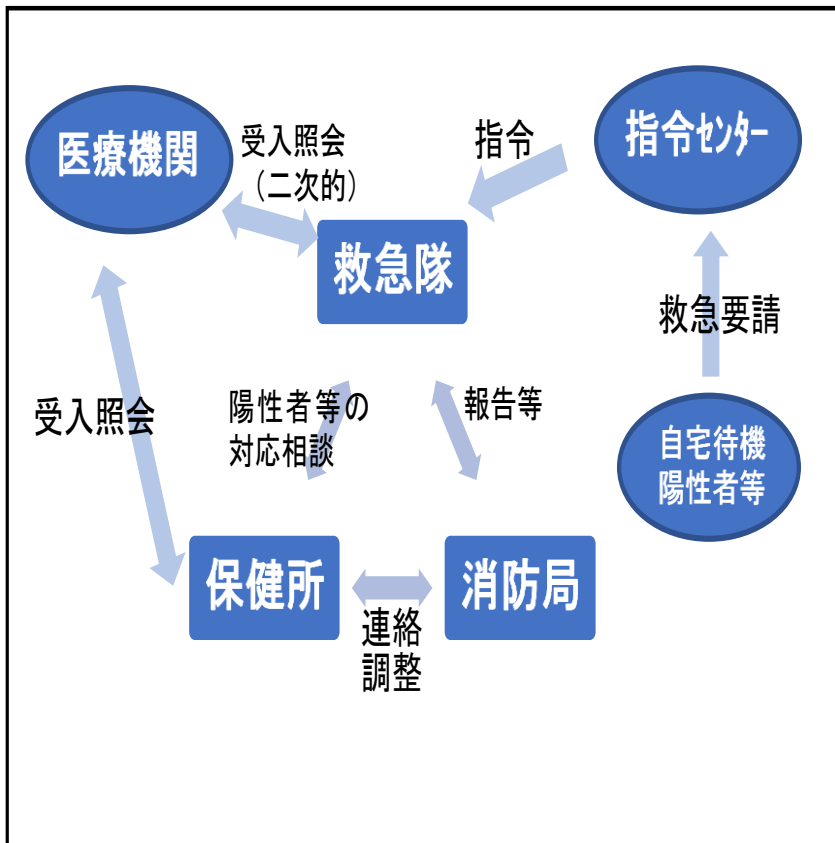 医療機関
受入照会
（二次的）
指令
指令ｾﾝﾀｰ
救急隊
救急要請
受入照会
陽性者等の
対応相談
報告等
自宅待機
陽性者等
保健所
消防局
連絡
調整